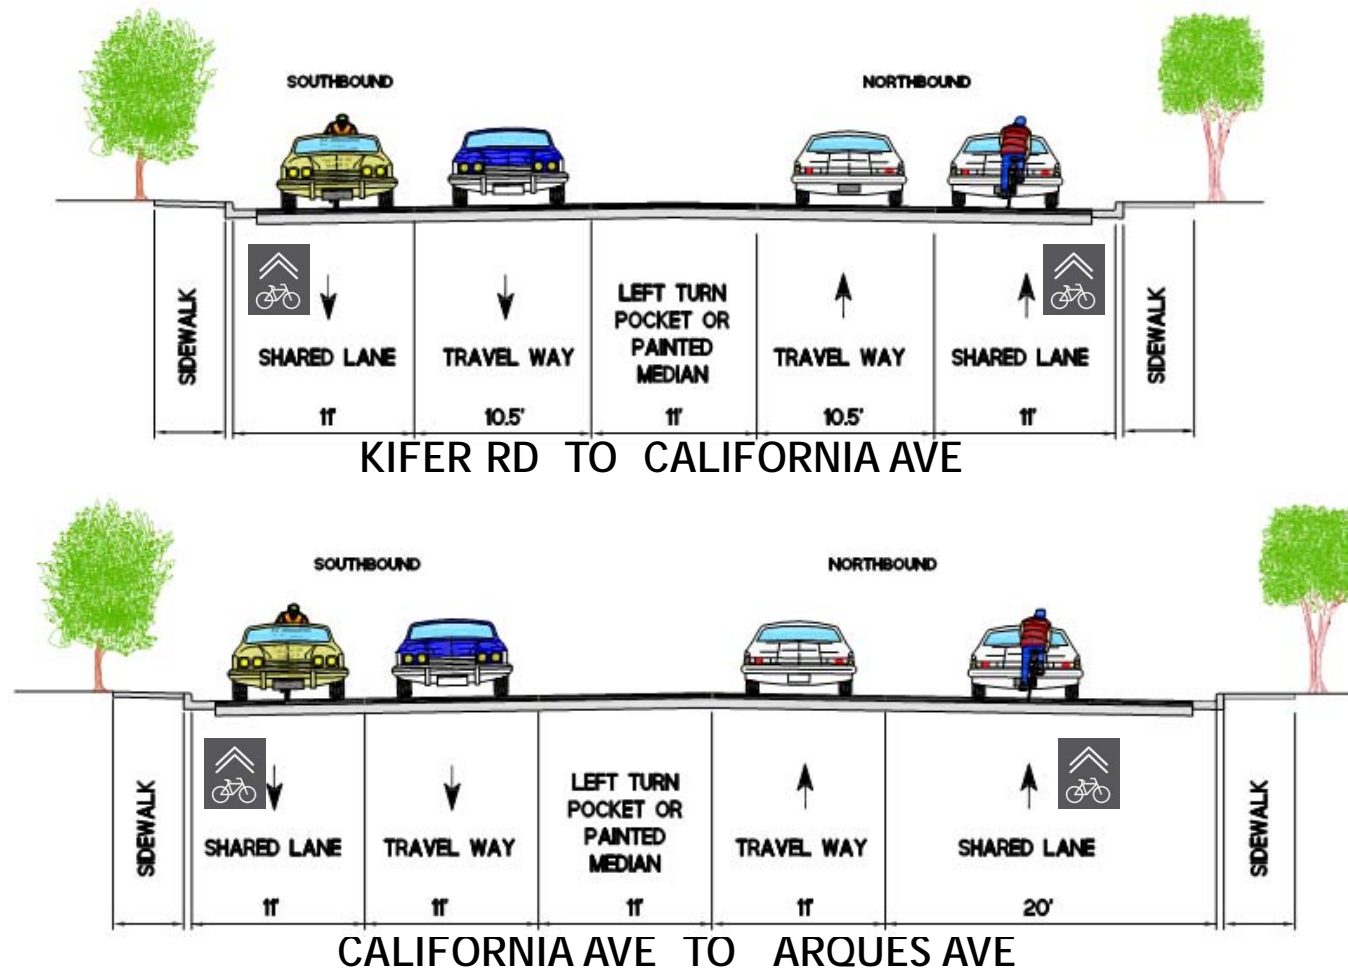 SOUTHBOUND NORTHBOUND
SIDEWALK
SHARED LANE
11'
TRAVEL WAY
10.5'
LEFT TURN
POCKET OR
PAINTED
MEDIAN
11'
TRAVEL WAY
10.5'
SHARED LANE
11'
SIDEWALK
KIFER RD TO CALIFORNIA AVE
SOUTHBOUND NORTHBOUND
SIDEWALK
SHARED LANE
11'
TRAVEL WAY
11'
LEFT TURN
POCKET OR
PAINTED
MEDIAN
11'
TRAVEL WAY
11'
SHARED LANE
20'
SIDEWALK
CALIFORNIA AVE TO ARQUES AVE